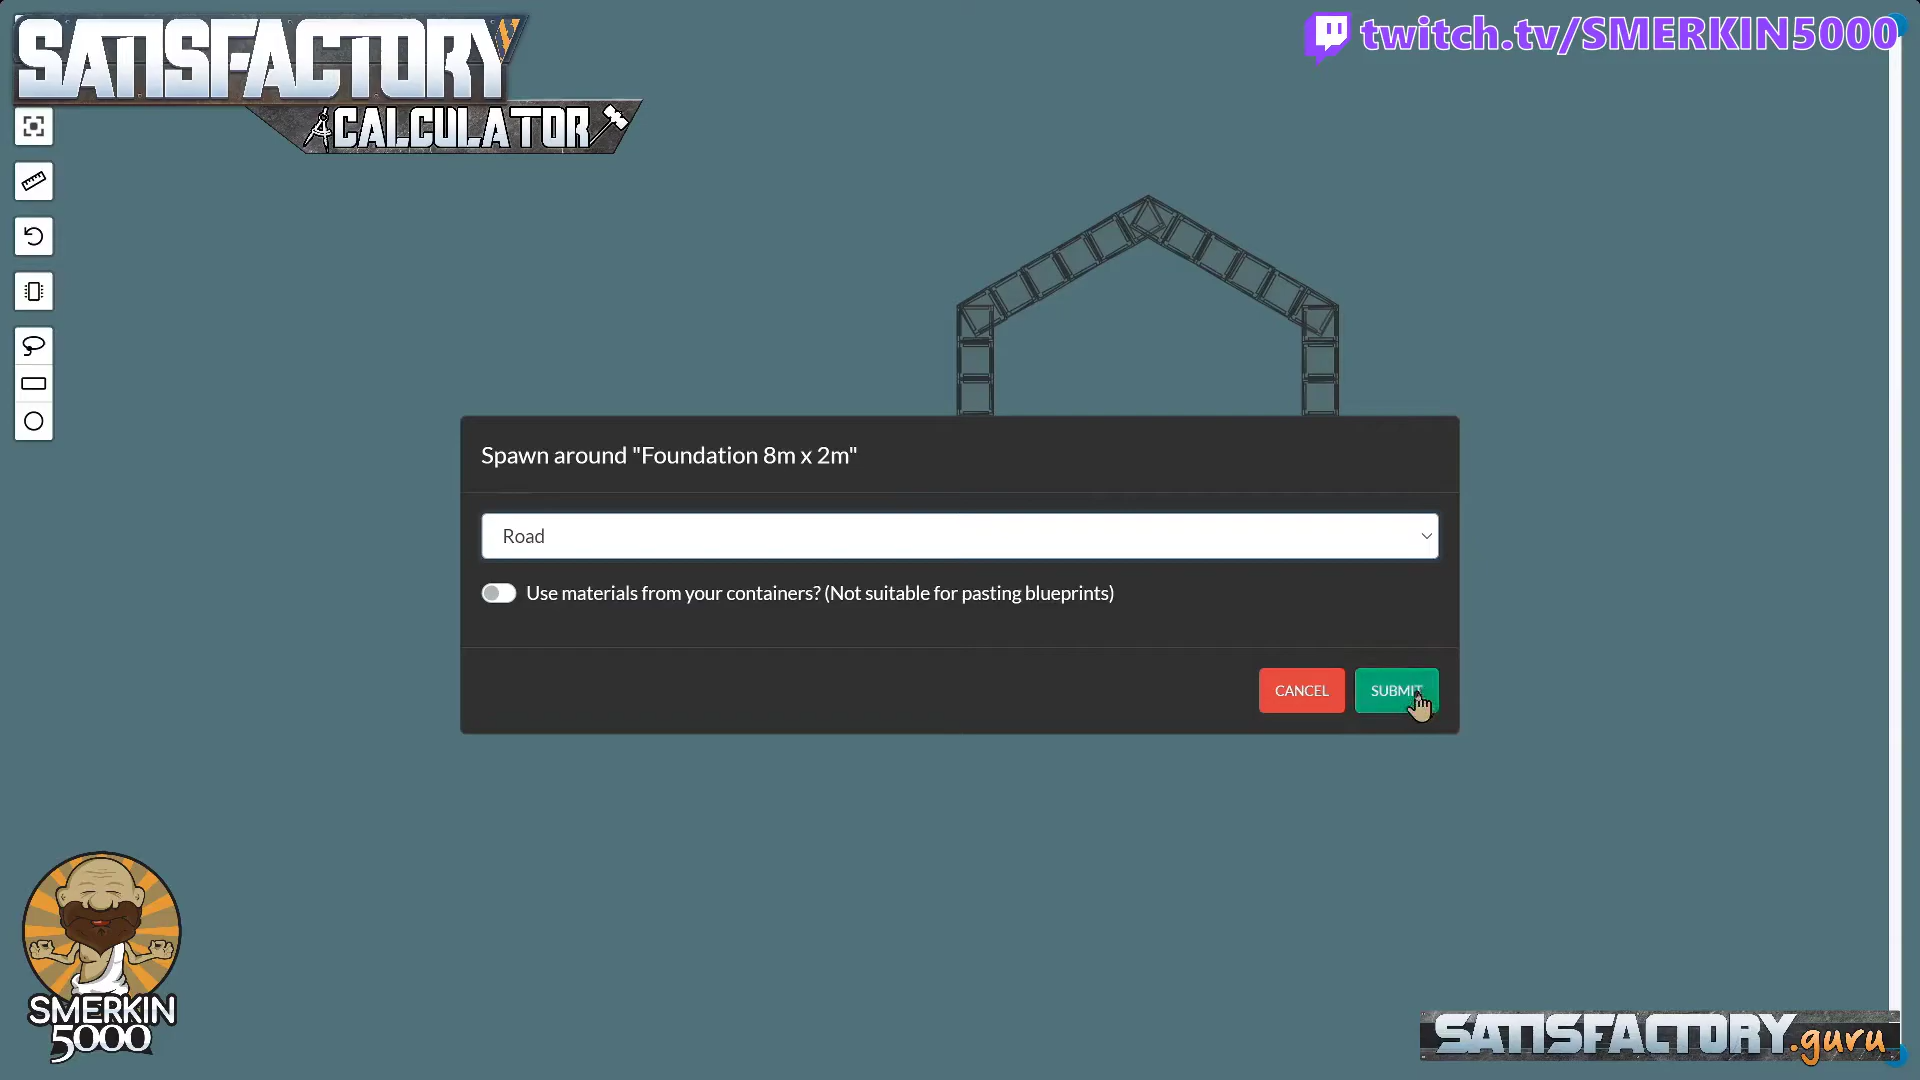 SATISFACTORY
CALCULATOR
twitch.tv/SMERKIN5000
Spawn around "Foundation 8m x 2m"
Road
Use materials from your containers? (Not suitable for pasting blueprints)
CANCEL
SUBMIT
SMERKIN
5000
SATISFACTORY.guru